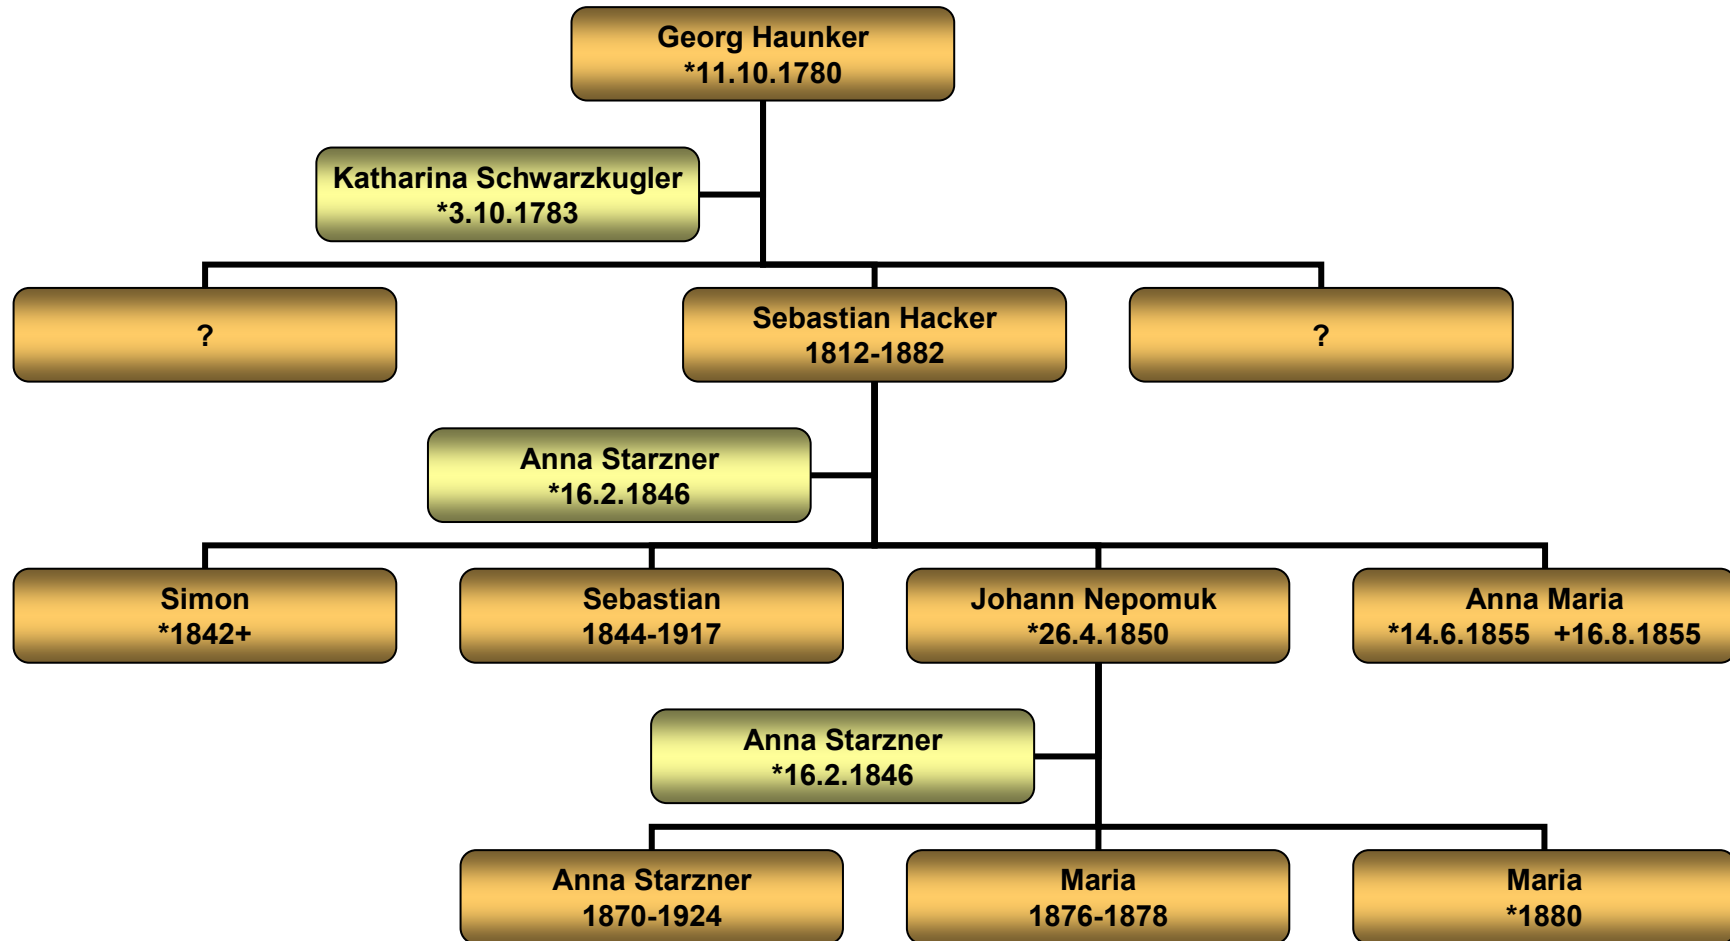 Georg Haunker
*11.10.1780
Katharina Schwarzkugler
*3.10.1783
?
Sebastian Hacker
1812-1882
?
Anna Starzner
*16.2.1846
Simon
*1842+
Sebastian
1844-1917
Johann Nepomuk
*26.4.1850
Anna Maria
*14.6.1855 +16.8.1855
Anna Starzner
*16.2.1846
Anna Starzner
1870-1924
Maria
1876-1878
Maria
*1880